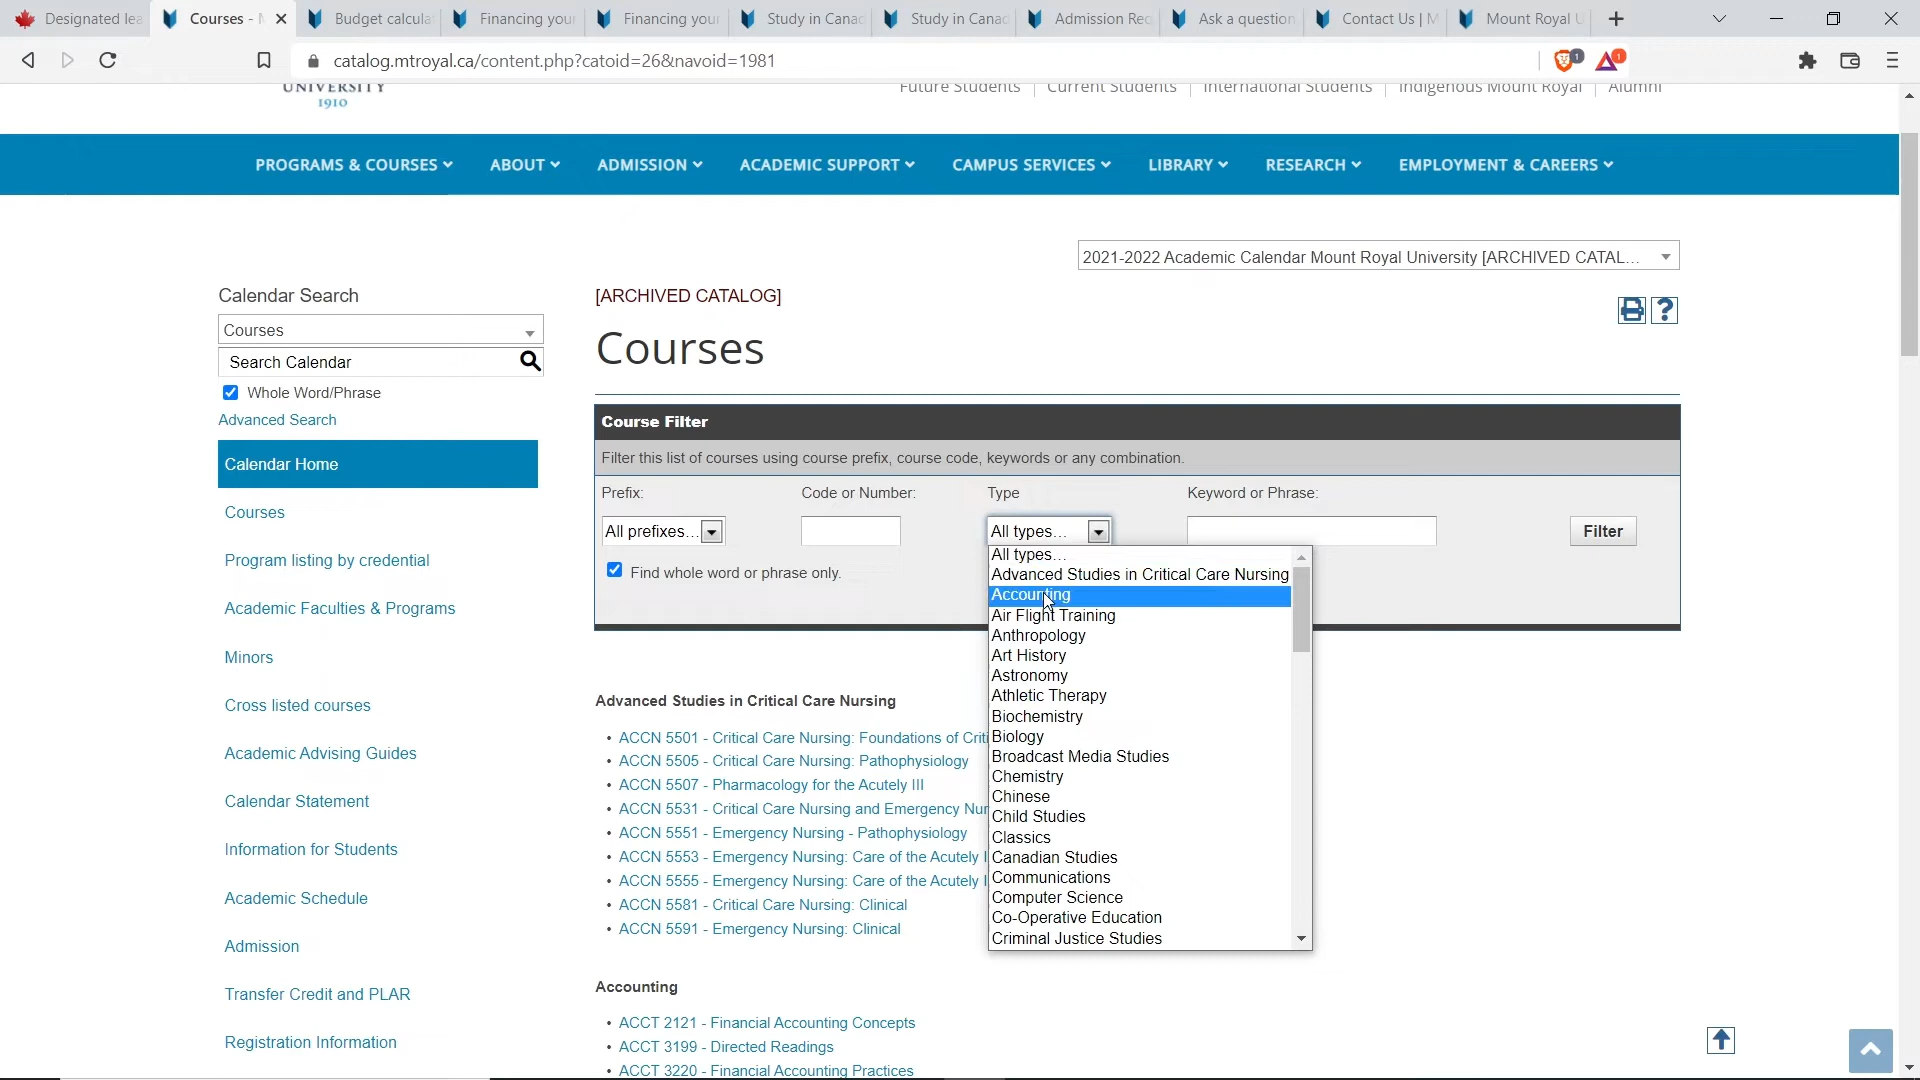 Designated lea
Courses - M
Budget calcula
Financing your
Financing your
Study in Canad
Study in Canad
Admission Req
Ask a question
Contact Us | M
Mount Royal U
catalog.mtroyal.ca/content.php?catoid=26&navoid=1981
1
1
UNIVERSITY
1910
Future Students
Current Students
International Students
Indigenous Mount Royal
Alumni
PROGRAMS & COURSES
ABOUT
ADMISSION
ACADEMIC SUPPORT
CAMPUS SERVICES
LIBRARY
RESEARCH
EMPLOYMENT & CAREERS
2021-2022 Academic Calendar Mount Royal University [ARCHIVED CATAL...
Calendar Search
Courses
Search Calendar
Whole Word/Phrase
Advanced Search
Calendar Home
Courses
Program listing by credential
Academic Faculties & Programs
Minors
Cross listed courses
Academic Advising Guides
Calendar Statement
Information for Students
Academic Schedule
Admission
Transfer Credit and PLAR
Registration Information
[ARCHIVED CATALOG]
?
Courses
Course Filter
Filter this list of courses using course prefix, course code, keywords or any combination.
Prefix:
Code or Number:
Type
Keyword or Phrase:
All prefixes...
All types...
Filter
Find whole word or phrase only.
All types...
Advanced Studies in Critical Care Nursing
Accounting
Air Flight Training
Anthropology
Art History
Astronomy
Athletic Therapy
Biochemistry
Biology
Broadcast Media Studies
Chemistry
Chinese
Child Studies
Classics
Canadian Studies
Communications
Computer Science
Co-Operative Education
Criminal Justice Studies
Advanced Studies in Critical Care Nursing
• ACCN 5501 - Critical Care Nursing: Foundations of Criti
• ACCN 5505 - Critical Care Nursing: Pathophysiology
• ACCN 5507 - Pharmacology for the Acutely Ill
• ACCN 5531 - Critical Care Nursing and Emergency Nur
• ACCN 5551 - Emergency Nursing - Pathophysiology
• ACCN 5553 - Emergency Nursing: Care of the Acutely I
• ACCN 5555 - Emergency Nursing: Care of the Acutely I
• ACCN 5581 - Critical Care Nursing: Clinical
• ACCN 5591 - Emergency Nursing: Clinical
Accounting
• ACCT 2121 - Financial Accounting Concepts
• ACCT 3199 - Directed Readings
• ACCT 3220 - Financial Accounting Practices